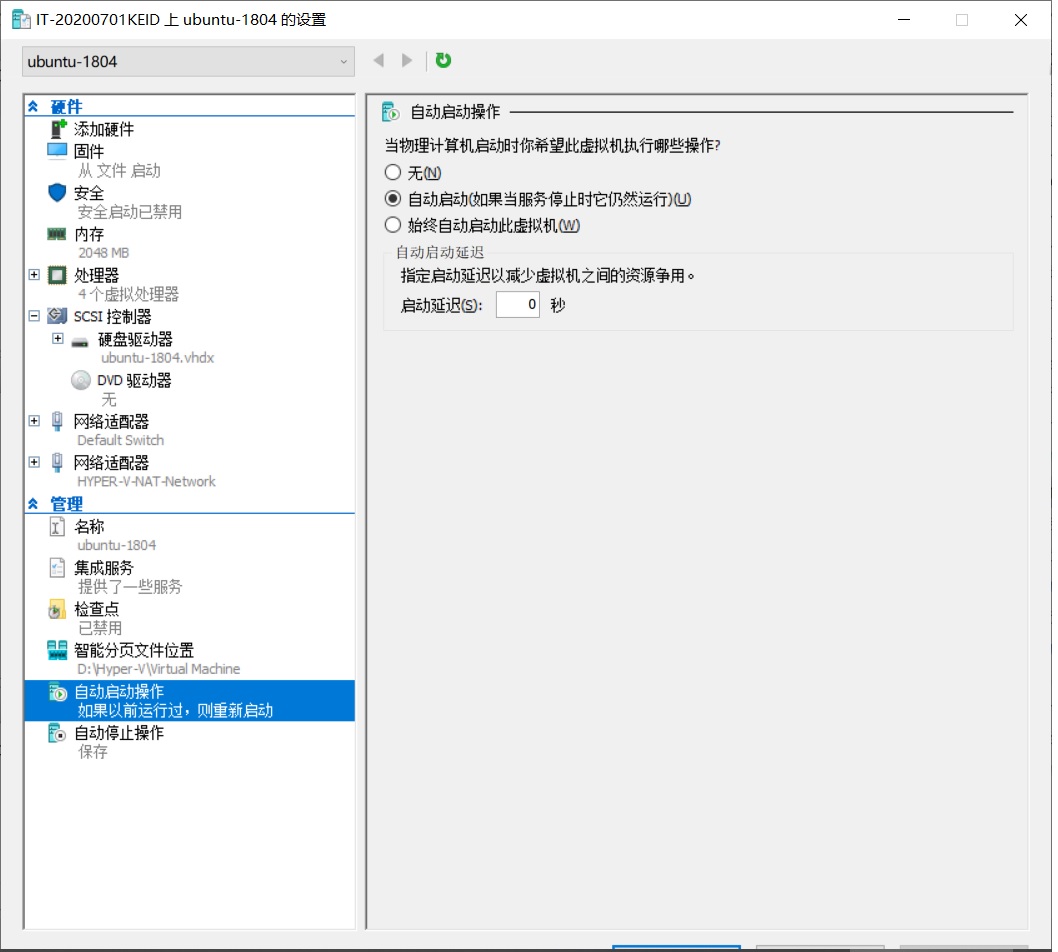 IT-20200701KEID 上 ubuntu-1804 的设置
ubuntu-1804
硬件
添加硬件
固件
从 文件 启动
安全
安全启动已禁用
内存
2048 MB
处理器
4 个虚拟处理器
SCSI 控制器
硬盘驱动器
ubuntu-1804.vhdx
DVD 驱动器
无
网络适配器
Default Switch
网络适配器
HYPER-V-NAT-Network
管理
名称
ubuntu-1804
集成服务
提供了一些服务
检查点
已禁用
智能分页文件位置
D:\Hyper-V\Virtual Machine
自动启动操作
如果以前运行过，则重新启动
自动停止操作
保存
自动启动操作
当物理计算机启动时你希望此虚拟机执行哪些操作?
无(N)
自动启动(如果当服务停止时它仍然运行)(U)
始终自动启动此虚拟机(W)
自动启动延迟
指定启动延迟以减少虚拟机之间的资源争用。
启动延迟(S): 0 秒